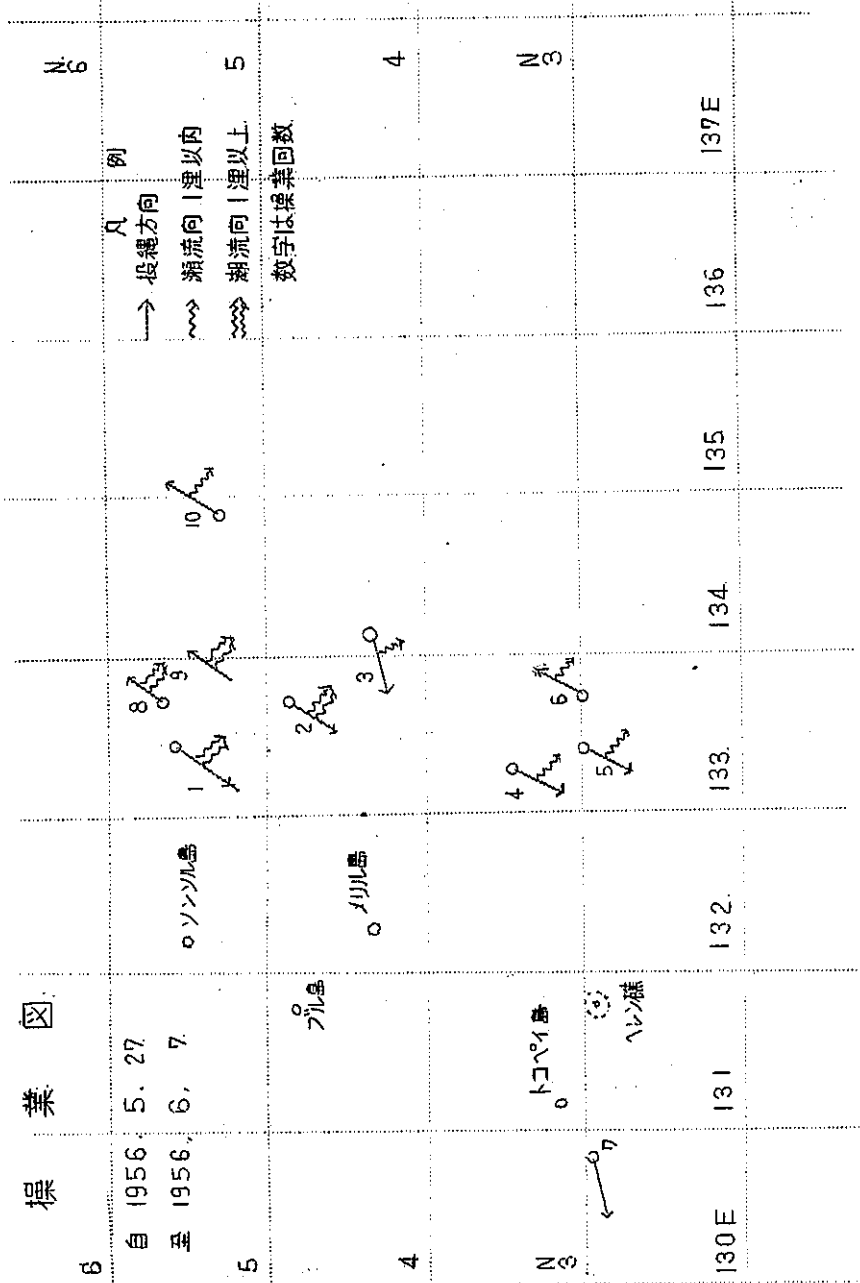 操業図
自 1956. 5. 27
至 1956. 6. 7.
凡例
→ 投縄方向
潮流向 1浬以内
潮流向 1浬以上
数字は操業回数
6
N6
8
10
9
1
ソンソル島
5
5
2
3
プル島
メリル島
4
4
4
6
5
トコベイ島
N3
N3
ヘレン礁
7
130E
131
132.
133.
134
135
136
137E